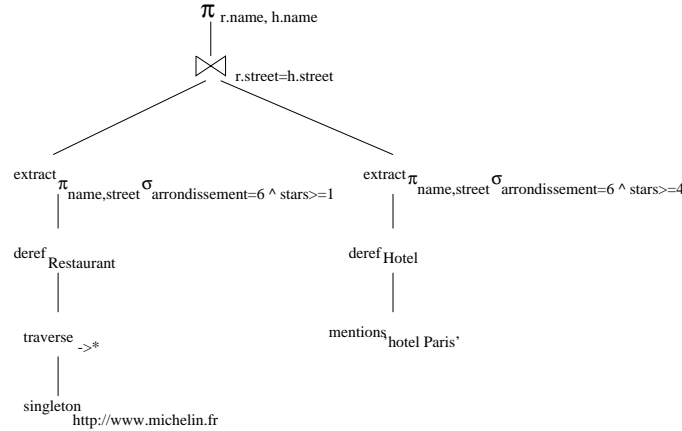 π r.name, h.name
r.street=h.street
extract π name,street σ arrondissement=6 ^ stars>=1
extract π name,street σ arrondissement=6 ^ stars>=4
deref Restaurant
deref Hotel
traverse ->*
mentions 'hotel Paris'
singleton http://www.michelin.fr